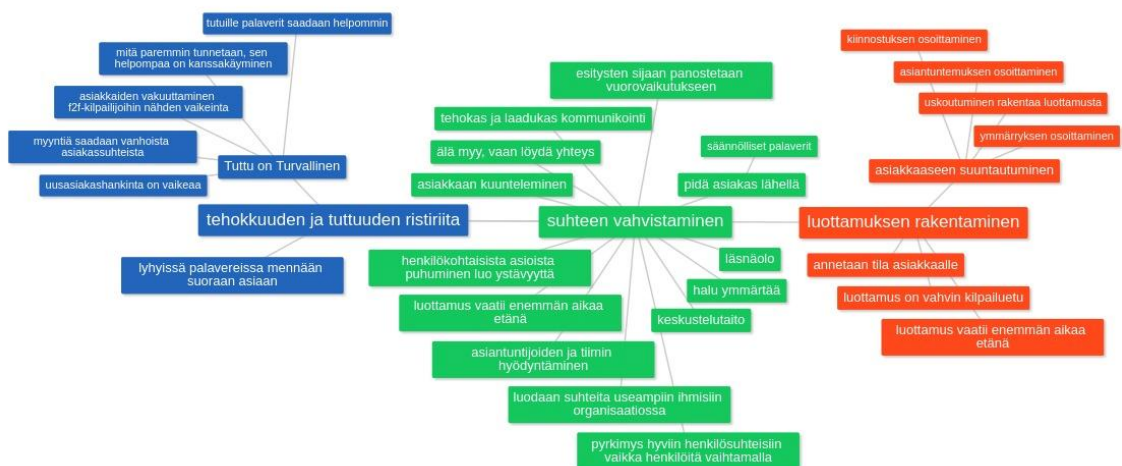 tutuille palaverit saadaan helpommin
mitä paremmin tunnetaan, sen
helpompaa on kanssakäyminen
asiakkaiden vakuuttaminen
f2f-kilpailijoihin nähden vaikeinta
myyntiä saadaan vanhoista
asiakassuhteista
Tuttu on Turvallinen
uusasiakashankinta on vaikeaa
tehokkuuden ja tuttuuden ristiriita
lyhyissä palavereissa mennään
suoraan asiaan
esitysten sijaan panostetaan
vuorovaikutukseen
tehokas ja laadukas kommunikointi
älä myy, vaan löydä yhteys
säännölliset palaverit
asiakkaan kuunteleminen
pidä asiakas lähellä
suhteen vahvistaminen
henkilökohtaisista asioista
puhuminen luo ystävyyttä
läsnäolo
halu ymmärtää
luottamus vaatii enemmän aikaa
etänä
keskustelutaito
asiantuntijoiden ja tiimin
hyödyntäminen
luodaan suhteita useampiin ihmisiin
organisaatiossa
pyrkimys hyviin henkilösuhteisiin
vaikka henkilöitä vaihtamalla
kiinnostuksen osoittaminen
asiantuntemuksen osoittaminen
uskoutuminen rakentaa luottamusta
ymmärryksen osoittaminen
asiakkaaseen suuntautuminen
luottamuksen rakentaminen
annetaan tila asiakkaalle
luottamus on vahvin kilpailuetu
luottamus vaatii enemmän aikaa
etänä